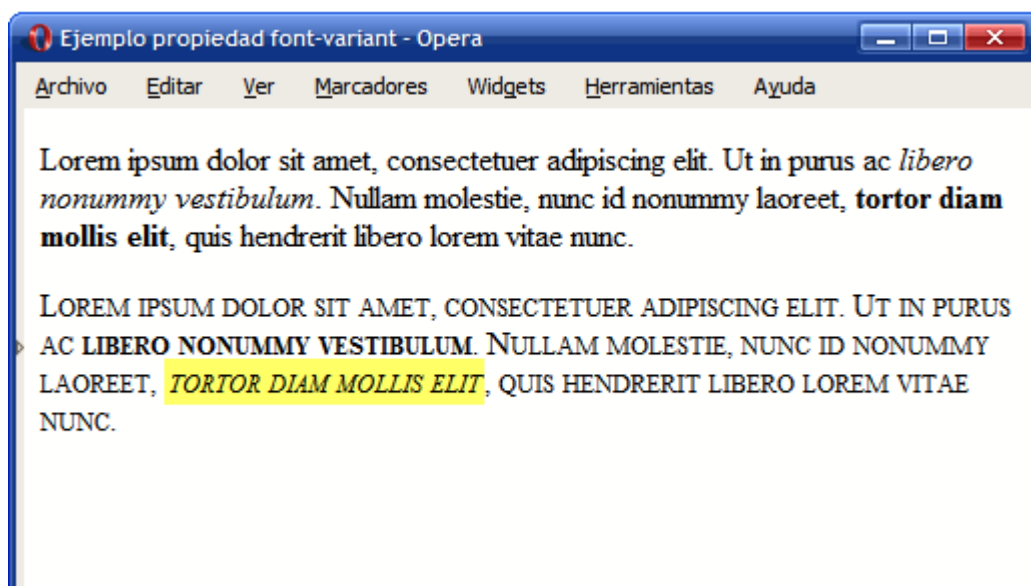 Ejemplo propiedad font-variant - Opera
Archivo Editar Ver Marcadores Widgets Herramientas Ayuda
Lorem ipsum dolor sit amet, consectetuer adipiscing elit. Ut in purus ac libero
nonummy vestibulum. Nullam molestie, nunc id nonummy laoreet, tortor diam
mollis elit, quis hendrerit libero lorem vitae nunc.
Lorem ipsum dolor sit amet, consectetuer adipiscing elit. Ut in purus
ac libero nonummy vestibulum. Nullam molestie, nunc id nonummy
laoreet, tortor diam mollis elit, quis hendrerit libero lorem vitae
nunc.